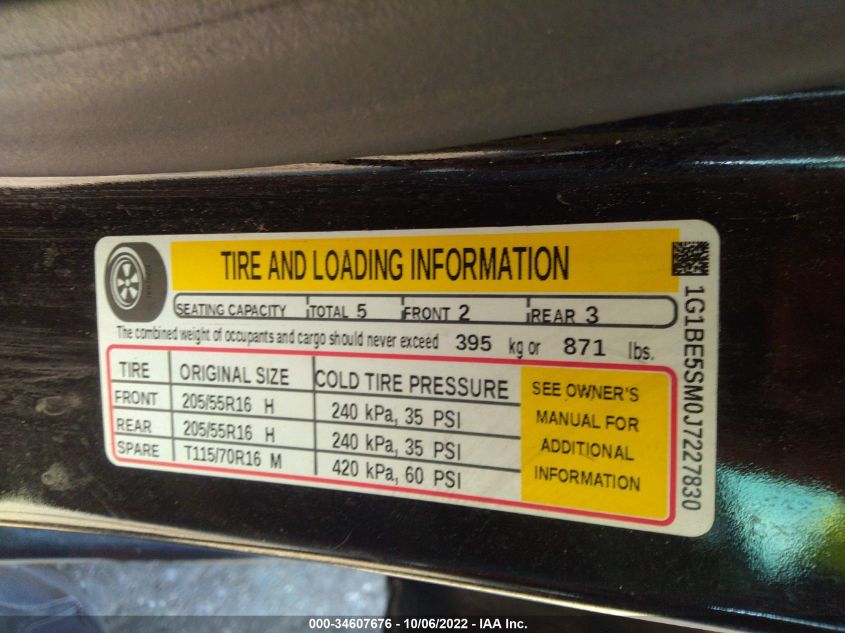 TIRE AND LOADING INFORMATION
SEATING CAPACITY TOTAL 5 FRONT 2 REAR 3
The combined weight of occupants and cargo should never exceed 395 kg or 871 lbs.
TIRE ORIGINAL SIZE COLD TIRE PRESSURE
FRONT 205/55R16 H 240 kPa, 35 PSI
REAR 205/55R16 H 240 kPa, 35 PSI
SPARE T115/70R16 M 420 kPa, 60 PSI
SEE OWNER'S
MANUAL FOR
ADDITIONAL
INFORMATION
1G1BE5SM0J7227830
000-34607676 - 10/06/2022 - IAA Inc.